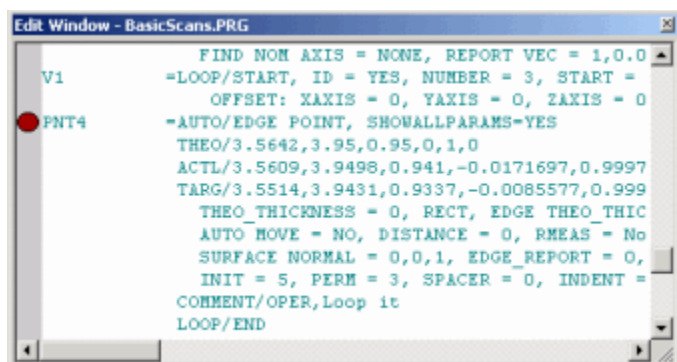 Edit Window - BasicScans.PRG
FIND NOM AXIS = NONE, REPORT VEC = 1,0.0
V1 =LOOP/START, ID = YES, NUMBER = 3, START =
OFFSET: XAXIS = 0, YAXIS = 0, ZAXIS = 0
PNT4 =AUTO/EDGE POINT, SHOWALLPARAMS=YES
THEO/3.5642,3.95,0.95,0,1,0
ACTL/3.5609,3.9498,0.941,-0.0171697,0.9997
TARG/3.5514,3.9431,0.9337,-0.0085577,0.999
THEO_THICKNESS = 0, RECT, EDGE THEO_THIC
AUTO MOVE = NO, DISTANCE = 0, RMEAS = No
SURFACE NORMAL = 0,0,1, EDGE_REPORT = 0,
INIT = 5, PERM = 3, SPACER = 0, INDENT =
COMMENT/OPER,Loop it
LOOP/END